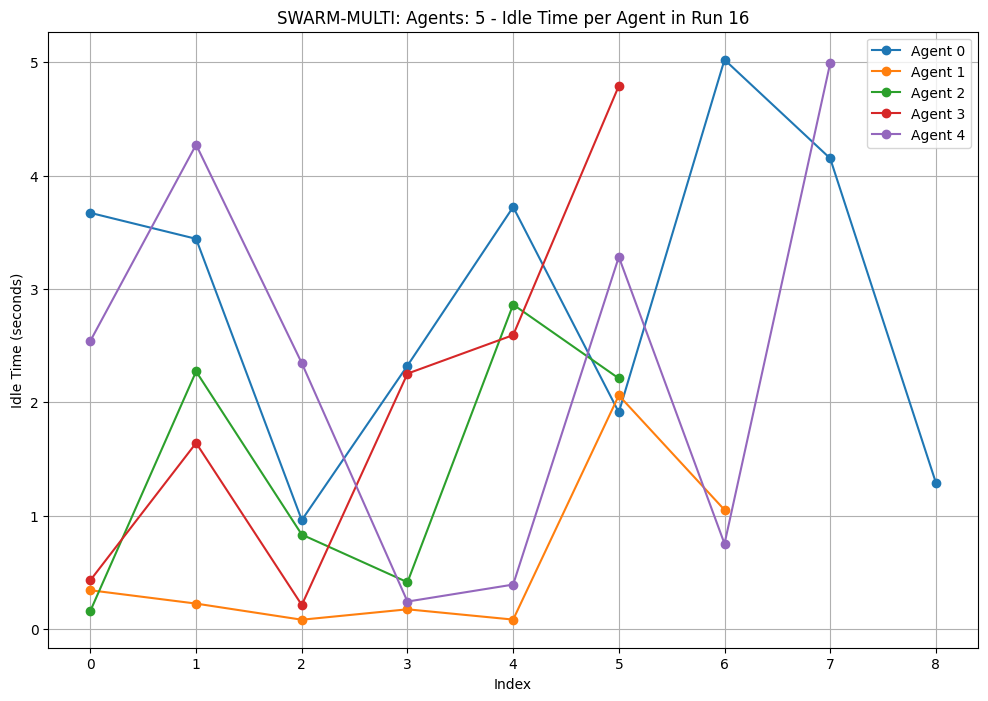 SWARM-MULTI: Agents: 5 - Idle Time per Agent in Run 16
Agent 0
Agent 1
Agent 2
Agent 3
Agent 4
Idle Time (seconds)
5
4
3
2
1
0
0 1 2 3 4 5 6 7 8
Index